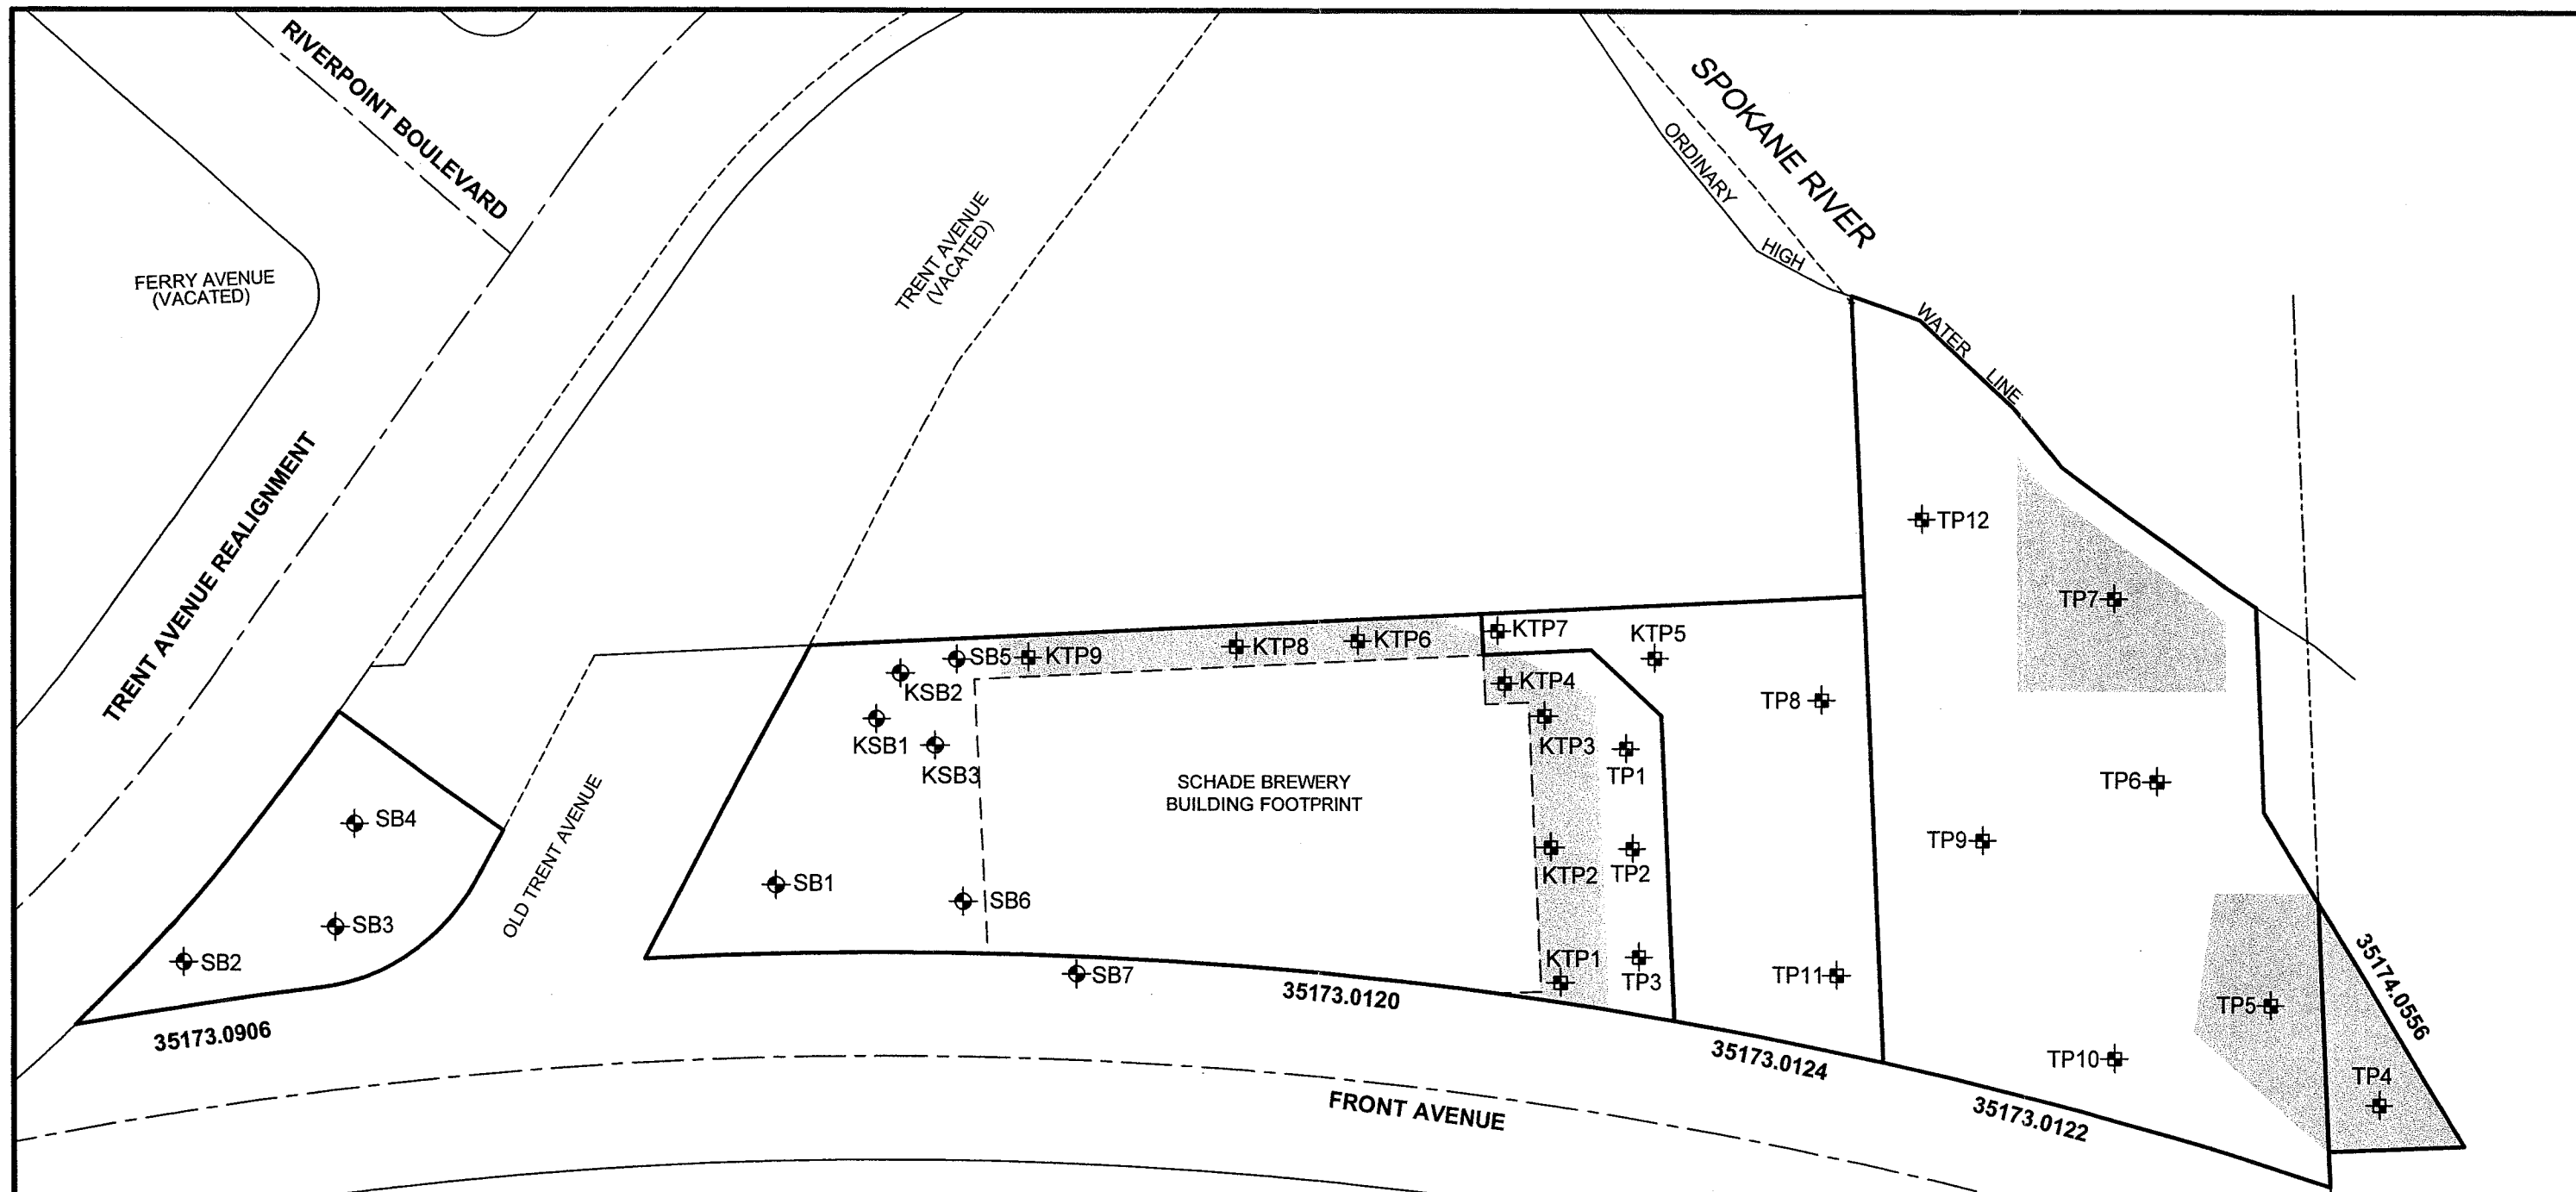 RIVERPOINT BOULEVARD
SPOKANE RIVER
ORDINARY
HIGH
WATER
LINE
FERRY AVENUE
(VACATED)
TRENT AVENUE
(VACATED)
TRENT AVENUE REALIGNMENT
OLD TRENT AVENUE
TP12
TP7
KTP7
KTP5
KTP6
KTP8
KTP9
SB5
KSB2
KTP4
TP8
KSB1
KTP3
KSB3
TP1
SCHADE BREWERY
BUILDING FOOTPRINT
TP6
SB4
TP9
KTP2
TP2
SB1
SB6
SB3
SB2
SB7
KTP1
TP3
TP11
35173.0120
TP5
35174.0556
35173.0906
35173.0124
TP10
TP4
FRONT AVENUE
35173.0122